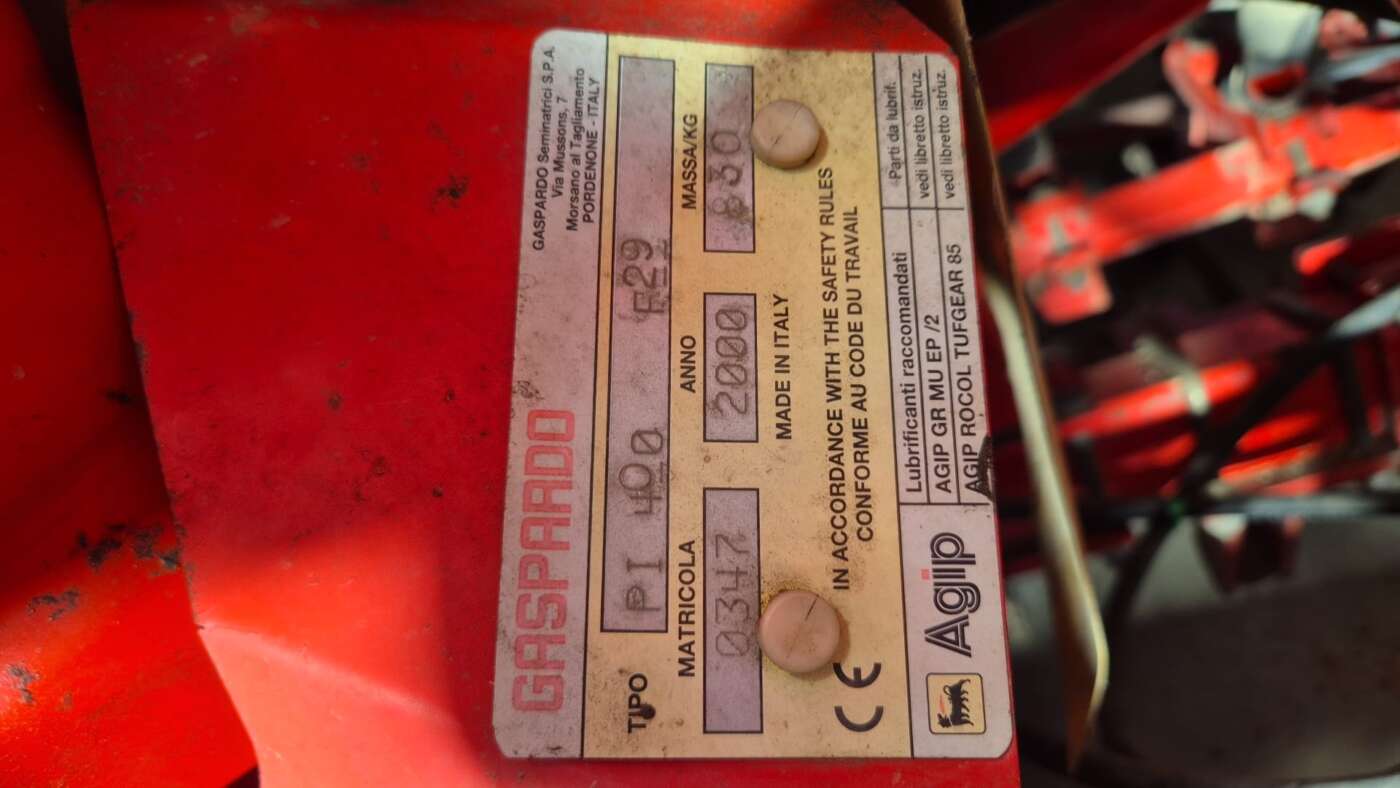 GASPARDO
GASPARDO Seminatrici S.P.A.
Via Mussons, 7
Morsano al Tagliamento
PORDENONE - ITALY
TIPO PI 400 F29
MATRICOLA ANNO MASSA/KG
0347 2000 830
MADE IN ITALY
CE IN ACCORDANCE WITH THE SAFETY RULES
CONFORME AU CODE DU TRAVAIL
Agip
Lubrificanti raccomandati Parti da lubrif.
AGIP GR MU EP /2 vedi libretto istruz.
AGIP ROCOL TUFGEAR 85 vedi libretto istruz.